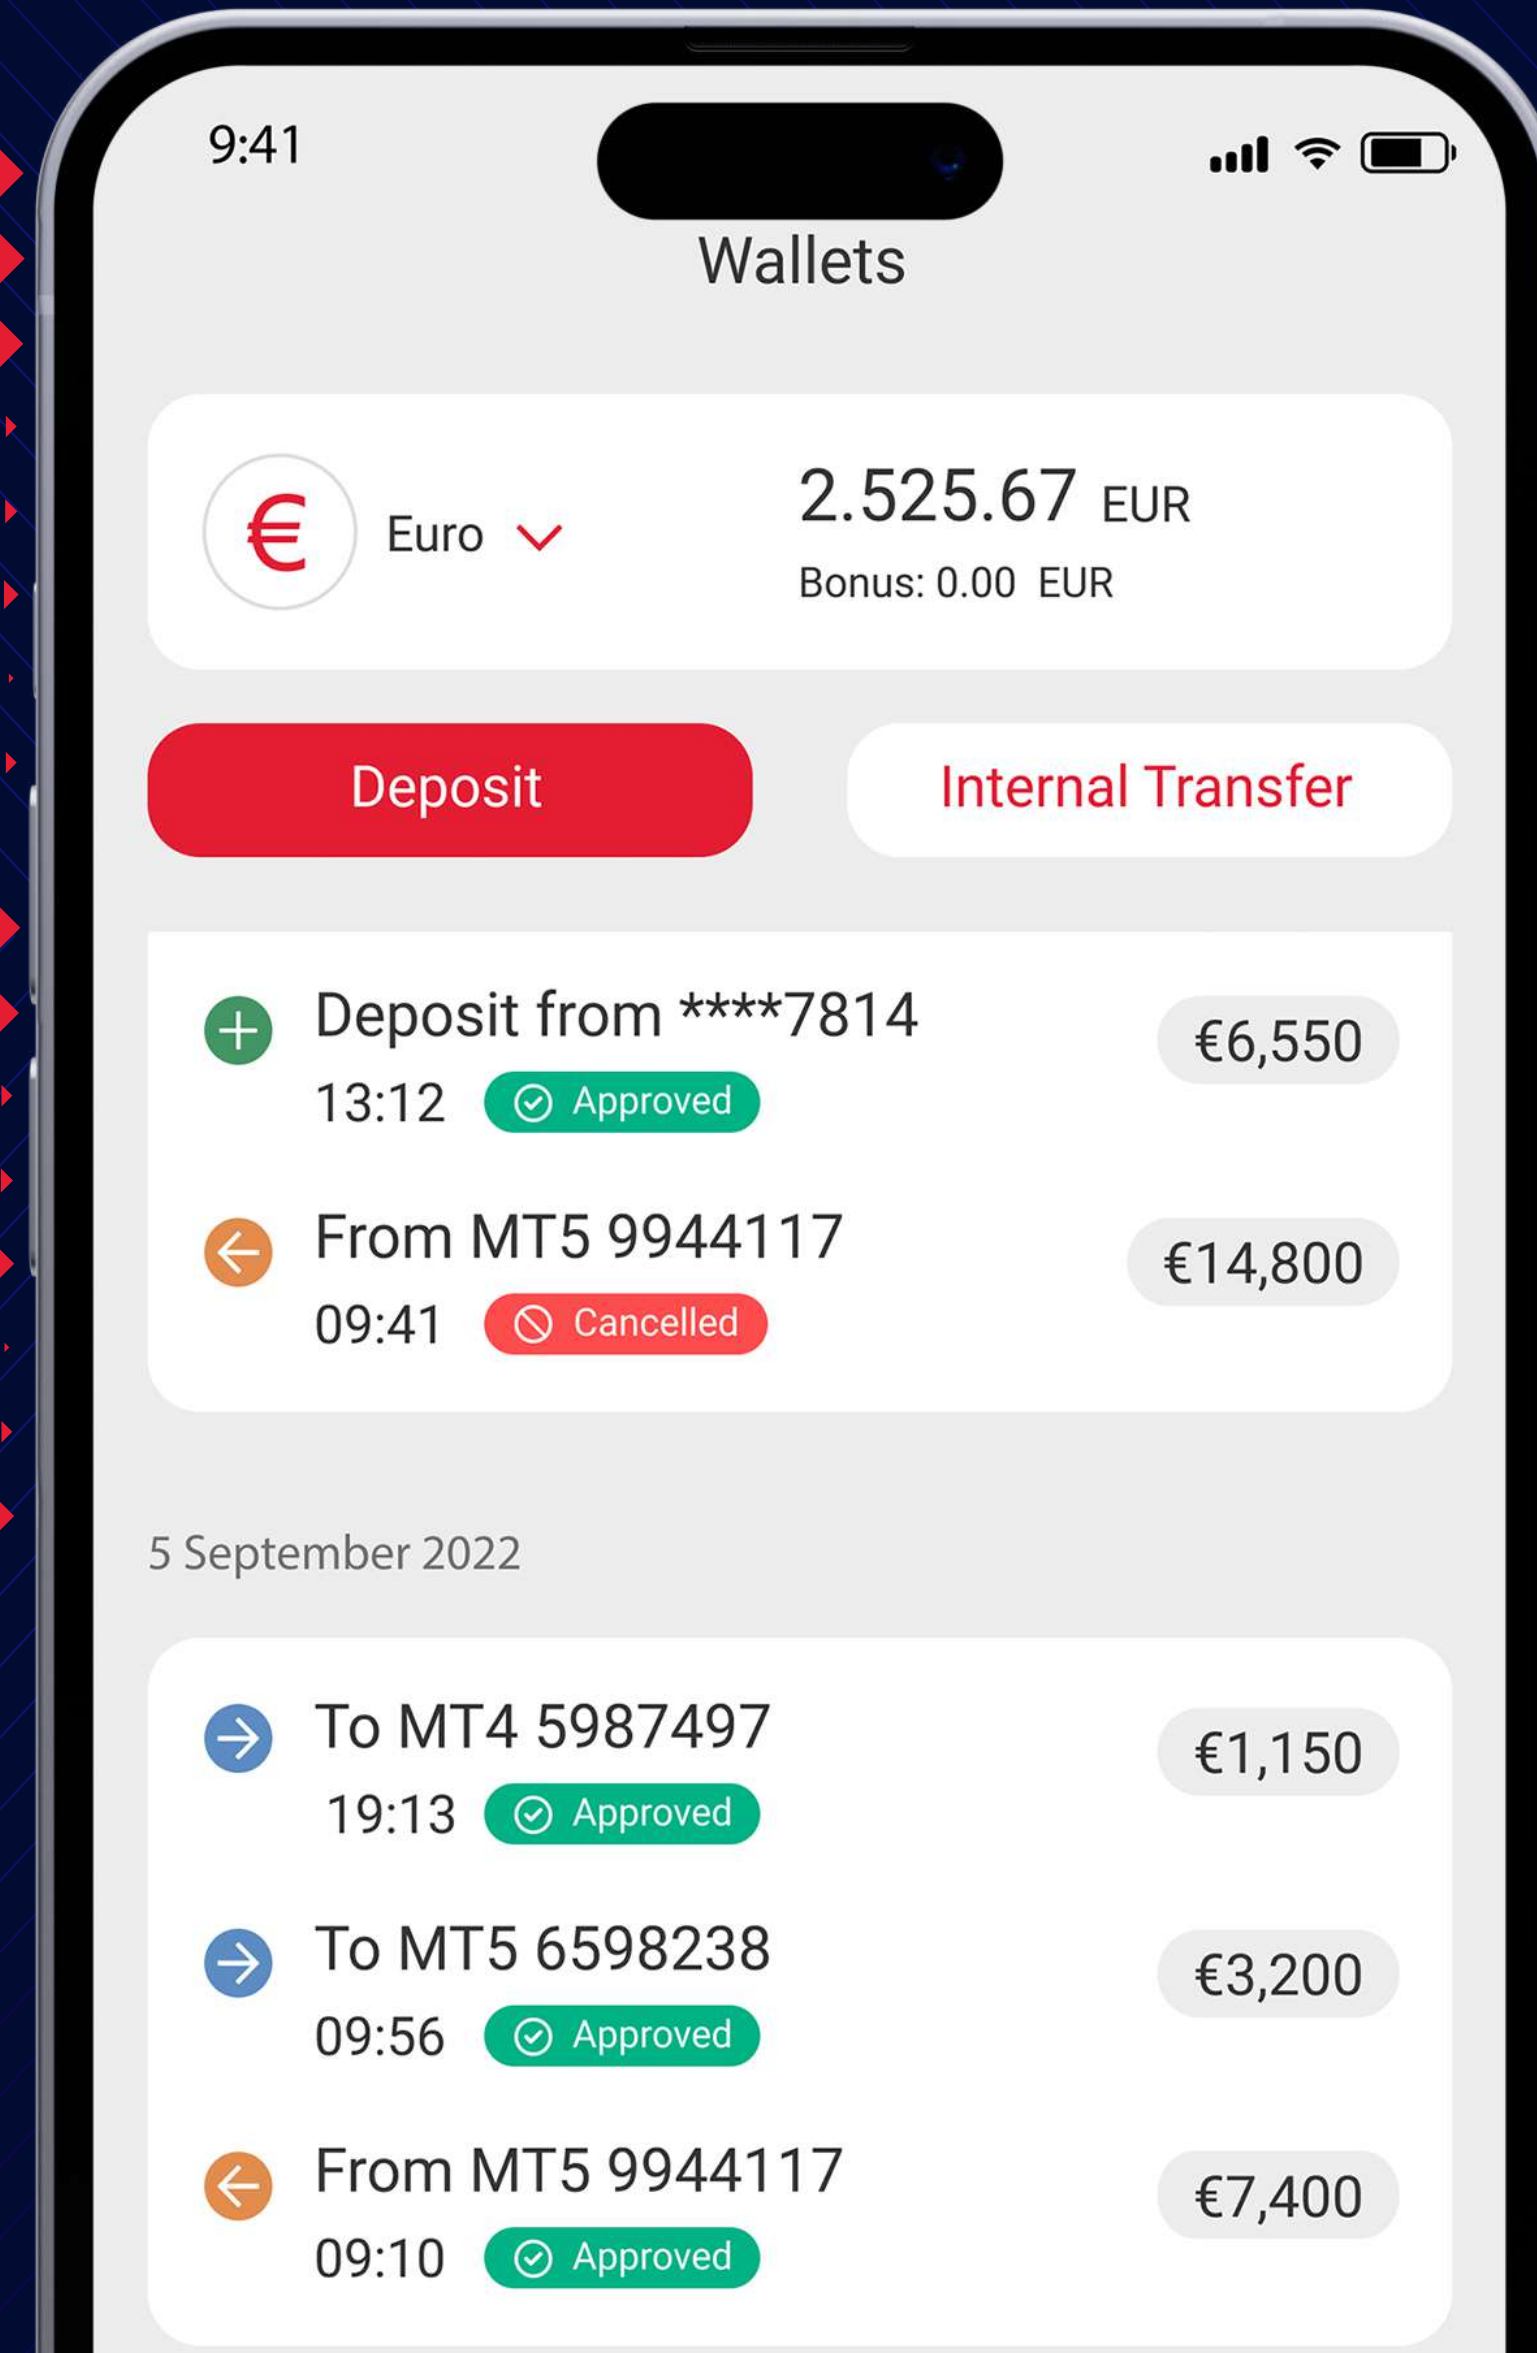 9:41
Wallets
€ Euro
2.525.67 EUR
Bonus: 0.00 EUR
Deposit
Internal Transfer
Deposit from ****7814
€6,550
13:12 Approved
From MT5 9944117
€14,800
09:41 Cancelled
5 September 2022
To MT4 5987497
€1,150
19:13 Approved
To MT5 6598238
€3,200
09:56 Approved
From MT5 9944117
€7,400
09:10 Approved